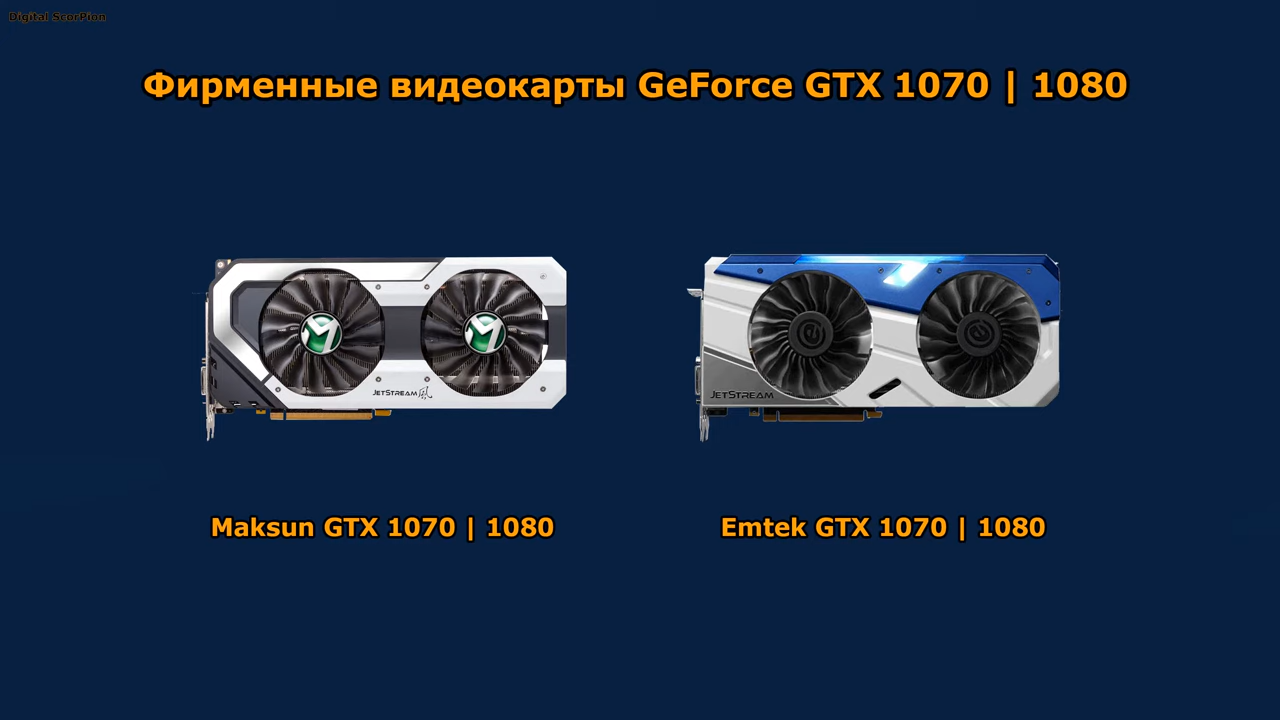 Digital ScorPion
Фирменные видеокарты GeForce GTX 1070 | 1080
JETSTREAM
JETSTREAM
Maksun GTX 1070 | 1080
Emtek GTX 1070 | 1080